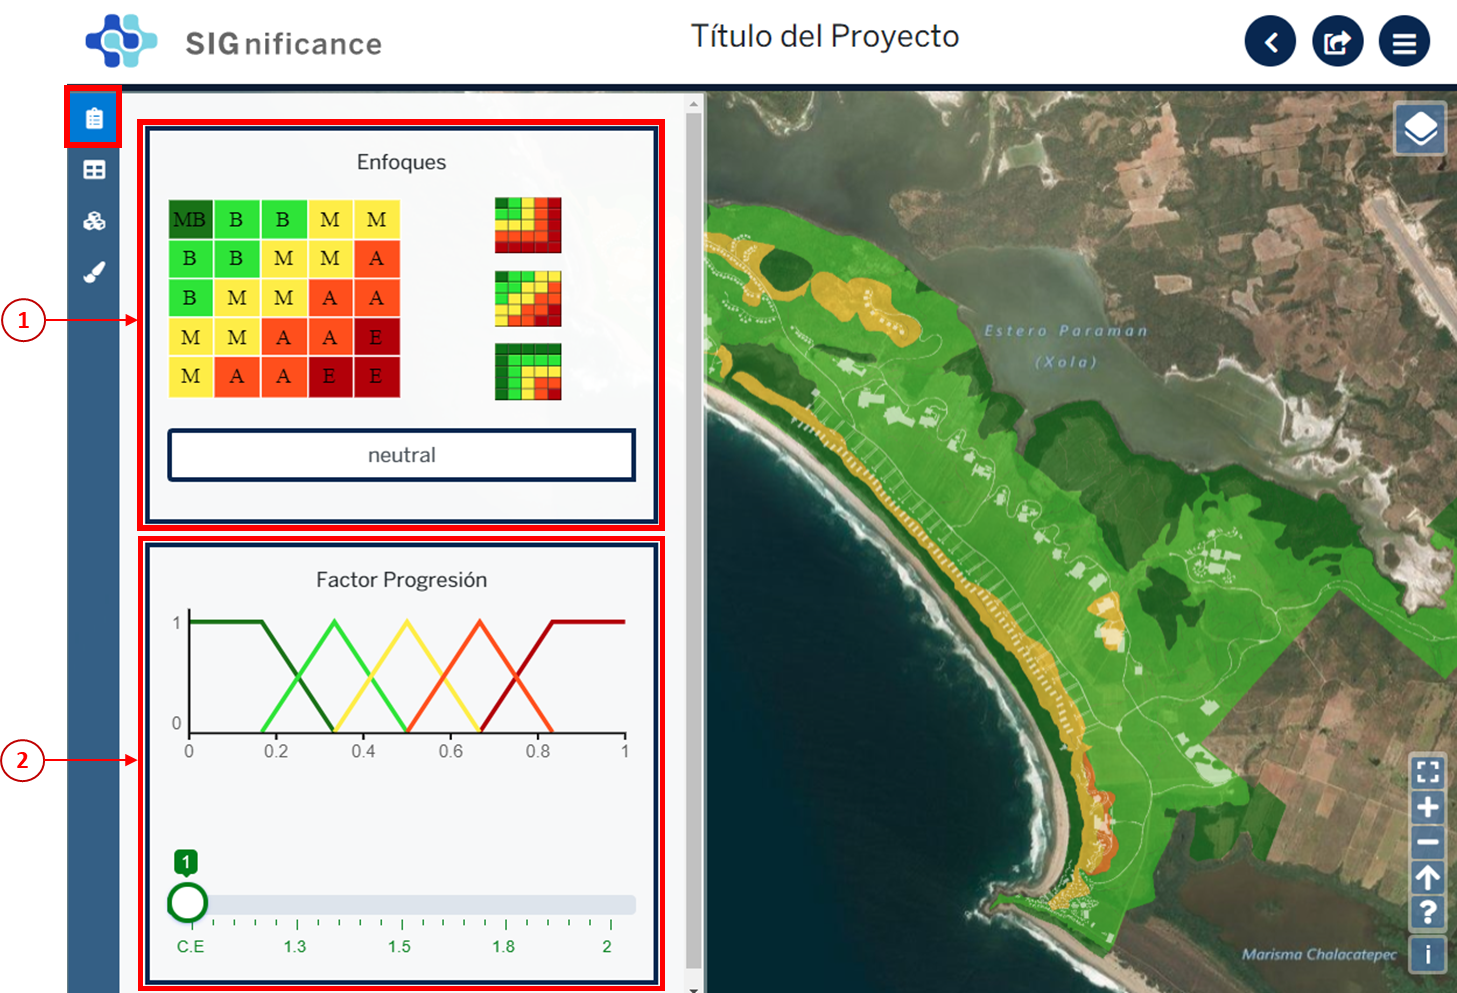 SIGnificance
Título del Proyecto
Enfoques
MB B B M M
B B M M A
B M M A A
M M A A E
M A A E E
neutral
1
Factor Progresión
1
0
0 0.2 0.4 0.6 0.8 1
2
1
C.E 1.3 1.5 1.8 2
Estero Paraman
(Xola)
Marisma Chalacatepec
?
i